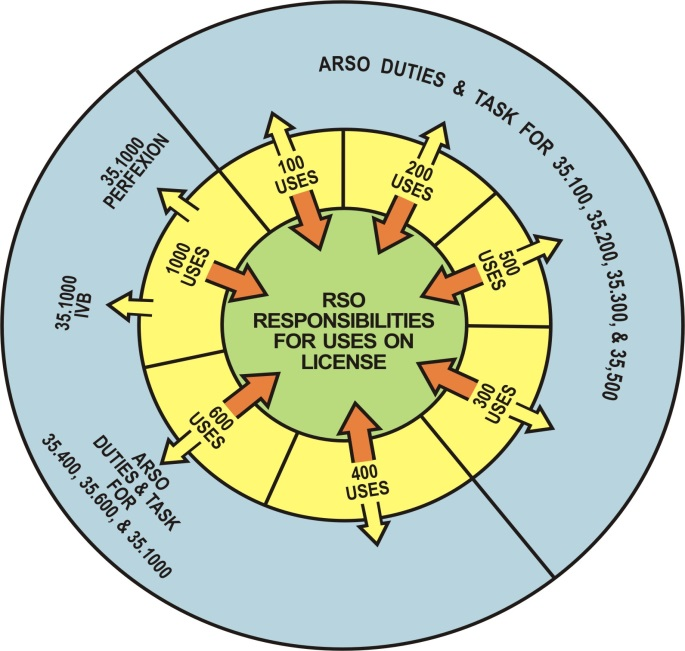 ARSO DUTIES & TASK FOR 35.100, 35.200, 35.300, & 35,500
35.1000
PERFEXION
100
USES
200
USES
500
USES
1000
USES
35.1000
IVB
RSO
RESPONSIBILITIES
FOR USES ON
LICENSE
300
USES
600
USES
400
USES
ARSO
DUTIES & TASK
FOR
35.400, 35.600, & 35.1000